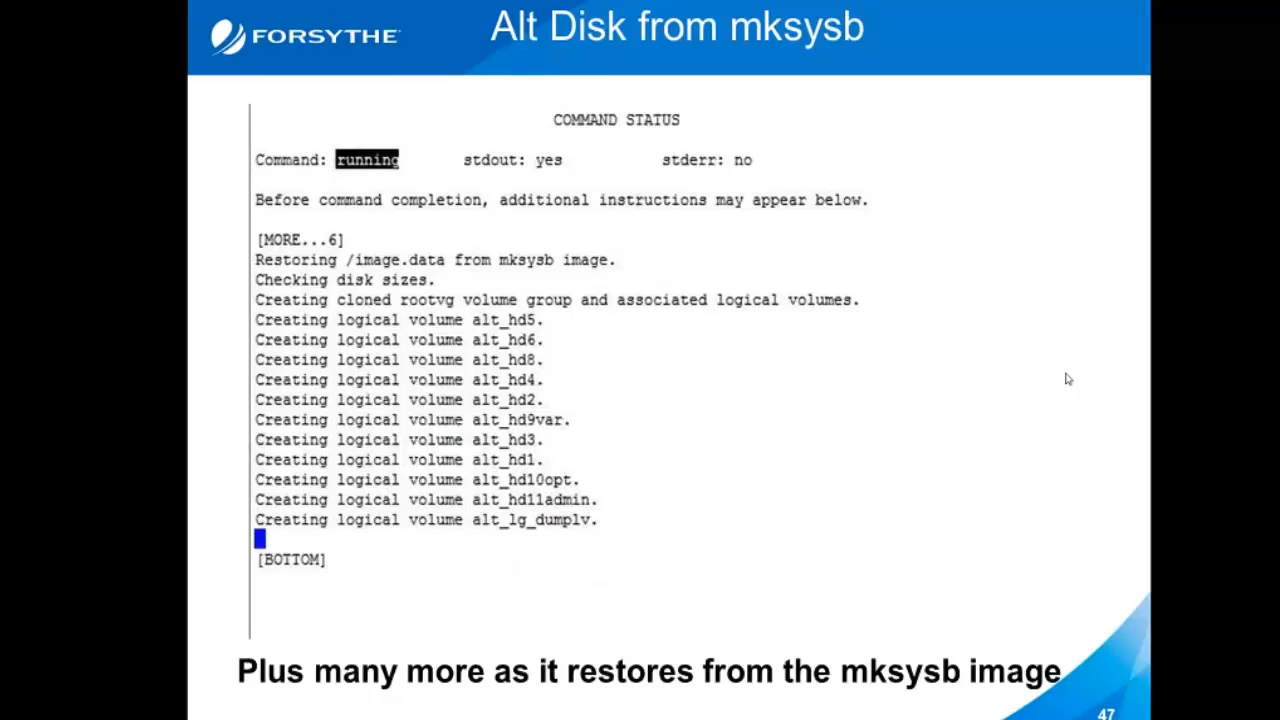 FORSYTHE
Alt Disk from mksysb
COMMAND STATUS
Command: running stdout: yes stderr: no
Before command completion, additional instructions may appear below.
[MORE...6]
Restoring /image.data from mksysb image.
Checking disk sizes.
Creating cloned rootvg volume group and associated logical volumes.
Creating logical volume alt_hd5.
Creating logical volume alt_hd6.
Creating logical volume alt_hd8.
Creating logical volume alt_hd4.
Creating logical volume alt_hd2.
Creating logical volume alt_hd9var.
Creating logical volume alt_hd3.
Creating logical volume alt_hd1.
Creating logical volume alt_hd10opt.
Creating logical volume alt_hd11admin.
Creating logical volume alt_lg_dumplv.
[BOTTOM]
Plus many more as it restores from the mksysb image
47